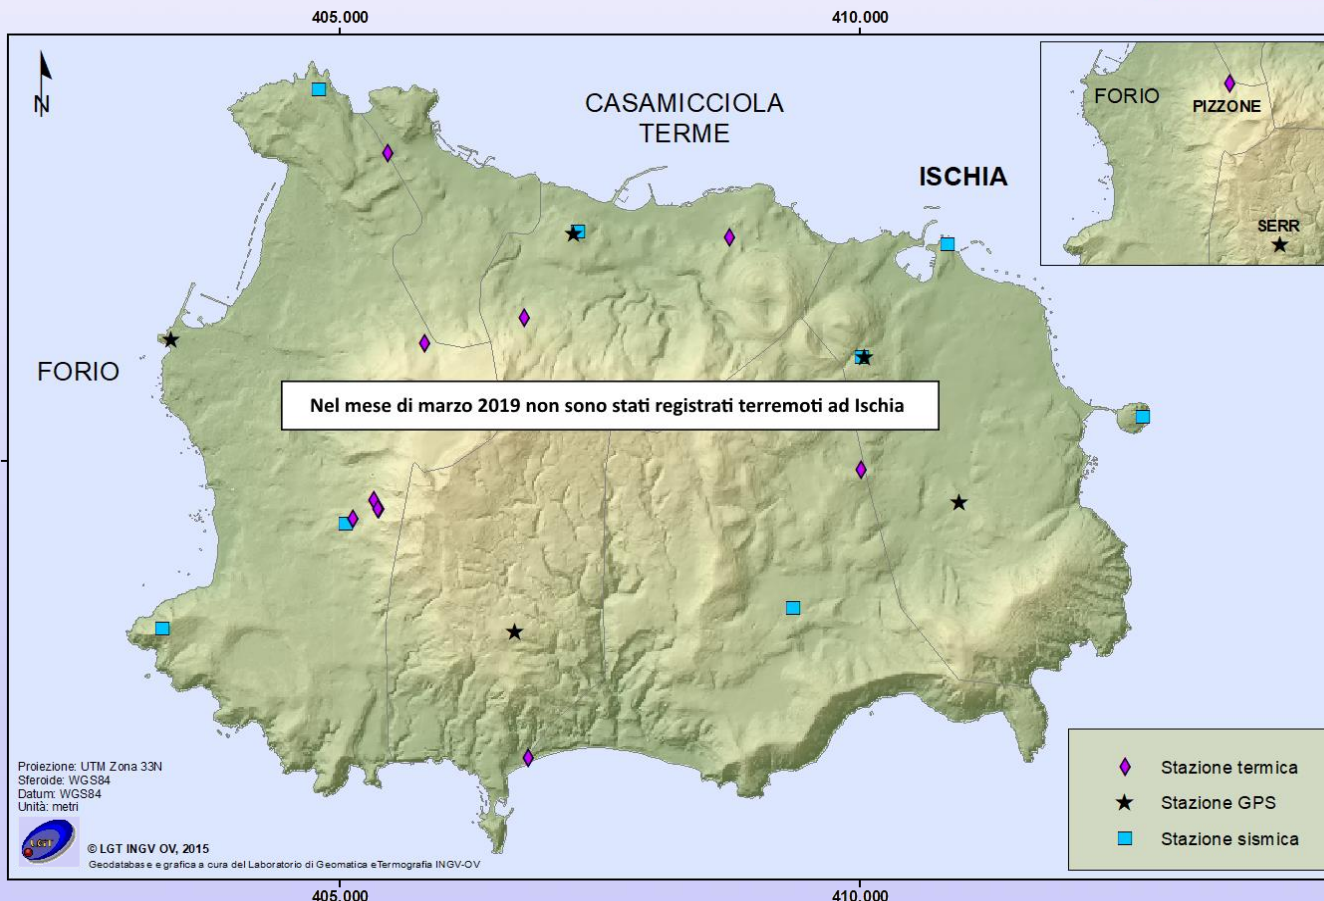 405.000
410.000
N
CASAMICCIOLA
TERME
ISCHIA
FORIO
PIZZONE
SERR
FORIO
Nel mese di marzo 2019 non sono stati registrati terremoti ad Ischia
Proiezione: UTM Zona 33N
Sferoide: WGS84
Datum: WGS84
Unità: metri
LGT
© LGT INGV OV, 2015
Geodatabase e grafica a cura del Laboratorio di Geomatica eTermografia INGV-OV
Stazione termica
Stazione GPS
Stazione sismica
405.000
410.000